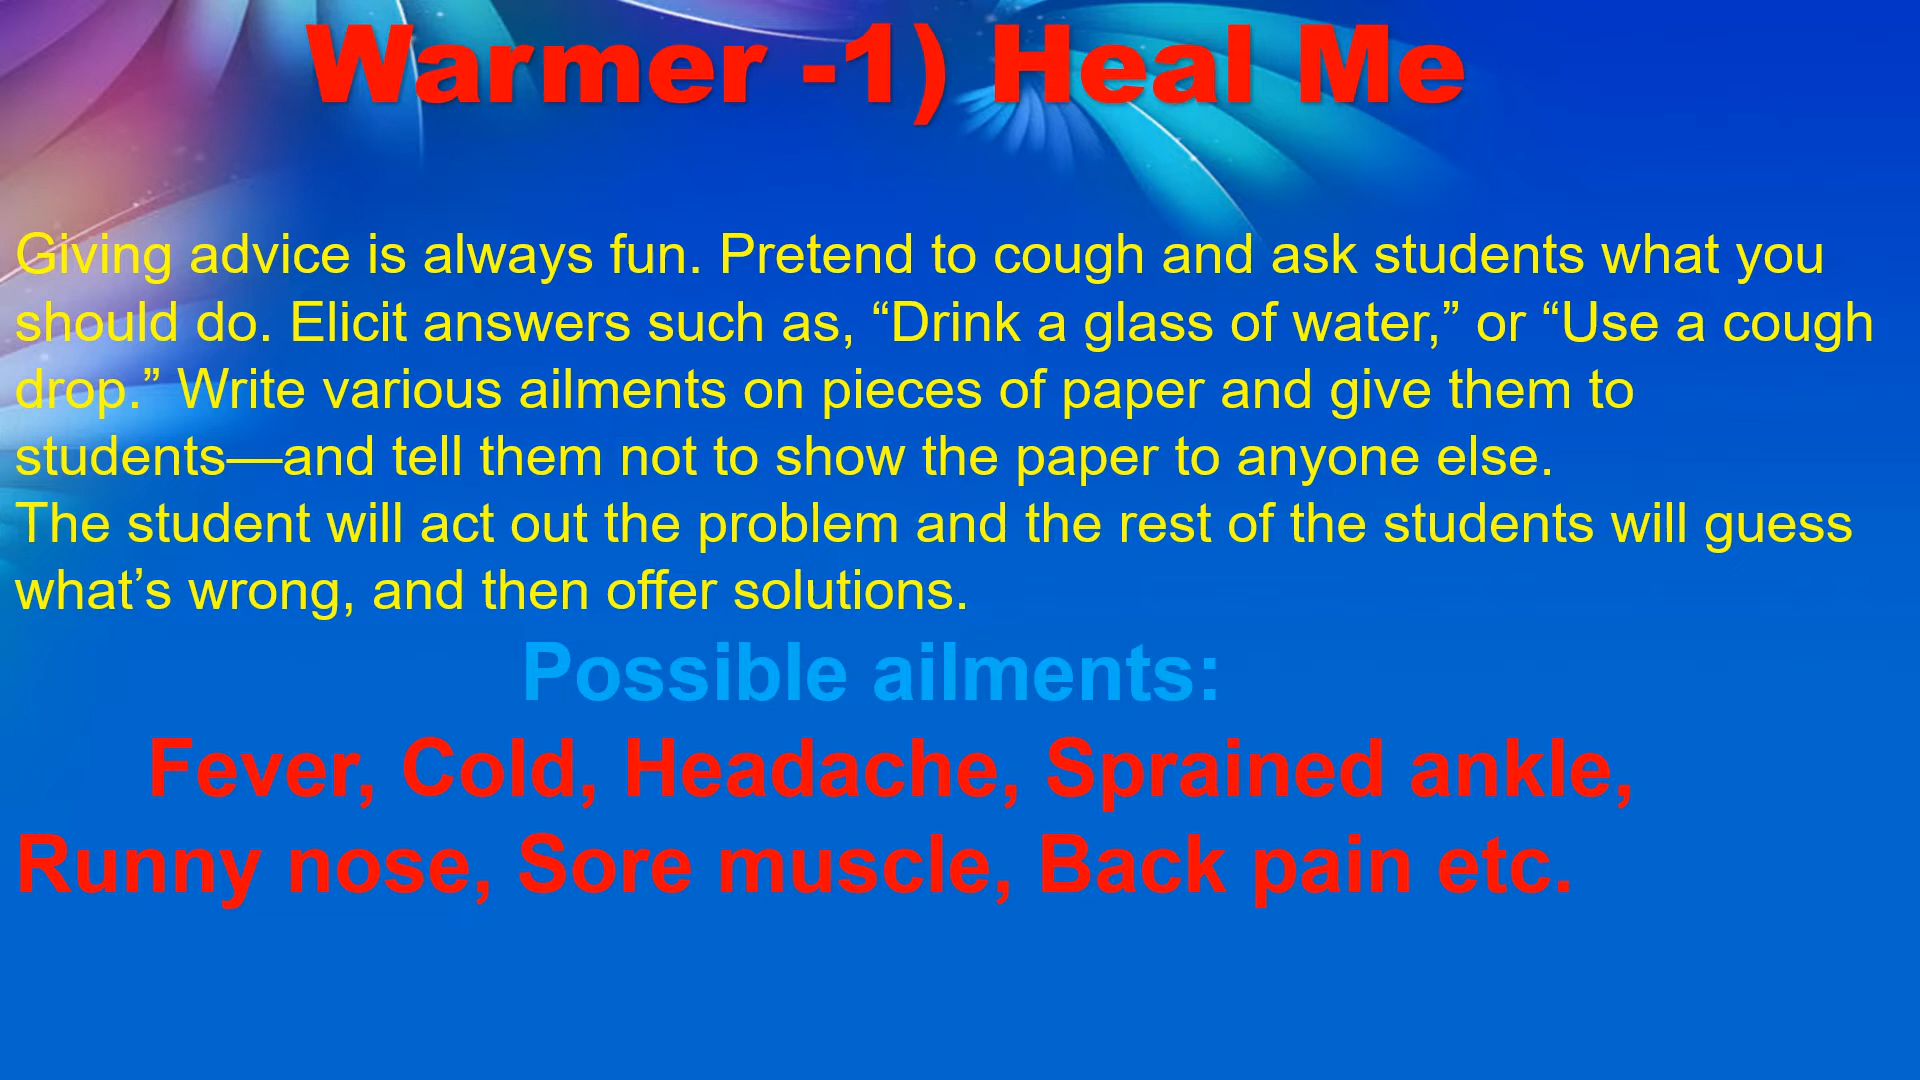 Warmer -1) Heal Me
Giving advice is always fun. Pretend to cough and ask students what you
should do. Elicit answers such as, “Drink a glass of water,” or “Use a cough
drop.” Write various ailments on pieces of paper and give them to
students—and tell them not to show the paper to anyone else.
The student will act out the problem and the rest of the students will guess
what’s wrong, and then offer solutions.
Possible ailments:
Fever, Cold, Headache, Sprained ankle,
Runny nose, Sore muscle, Back pain etc.